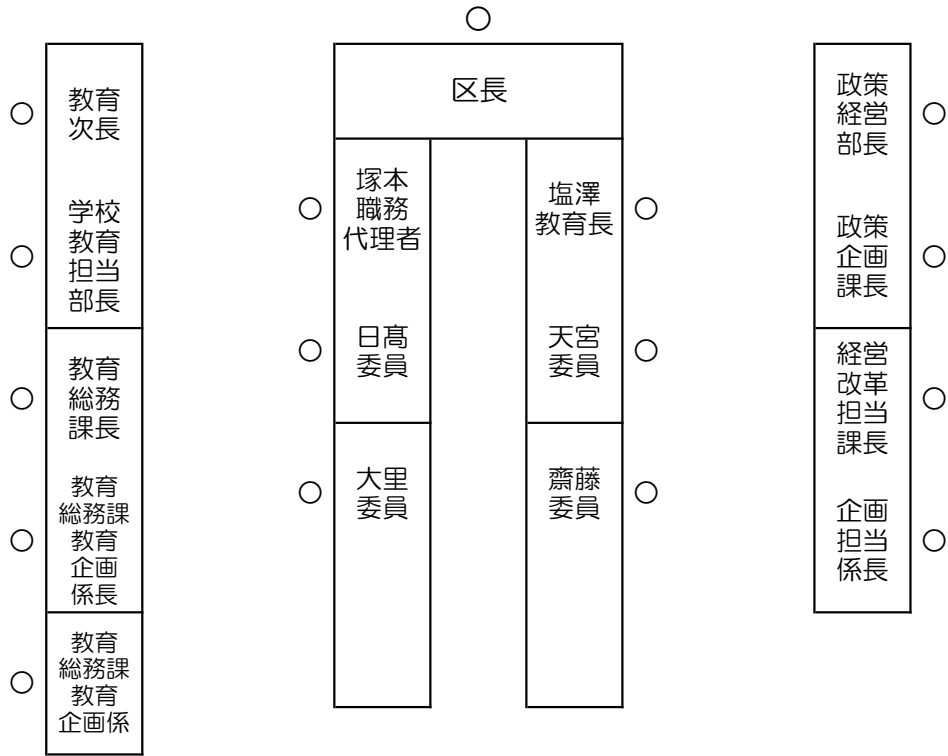 区長
教育
次長
学校
教育
担当
部長
教育
総務
課長
教育
総務課
教育
企画
係長
教育
総務課
教育
企画係
塚本
職務
代理者
日髙
委員
大里
委員
塩澤
教育長
天宮
委員
齋藤
委員
政策
経営
部長
政策
企画
課長
経営
改革
担当
課長
企画
担当
係長